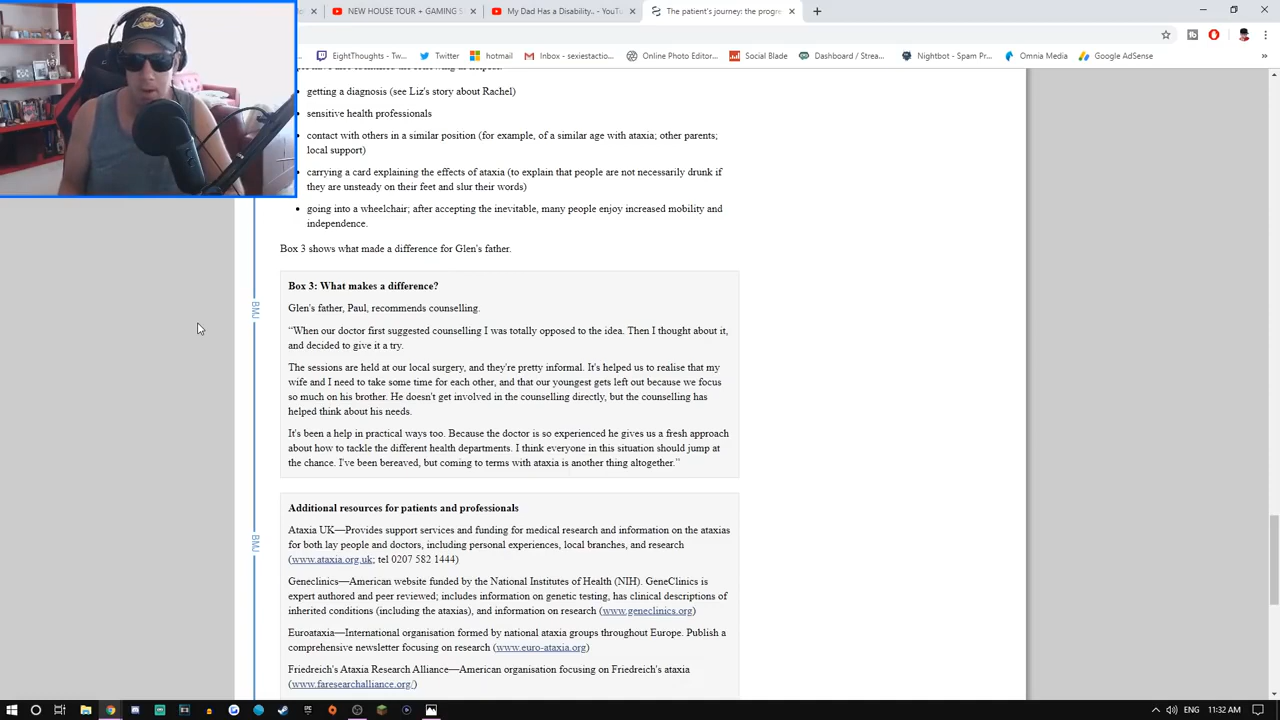 NEW HOUSE TOUR + GAMING S
My Dad Has a Disability.. - YouTu
The patient's journey: the progre
EightThoughts - Tw...
Twitter
hotmail
Inbox - sexiestactio
Online Photo Editor...
Social Blade
Dashboard / Strea...
Nightbot - Spam Pr...
Omnia Media
Google AdSense
getting a diagnosis (see Liz's story about Rachel)
sensitive health professionals
contact with others in a similar position (for example, of a similar age with ataxia; other parents;
local support)
carrying a card explaining the effects of ataxia (to explain that people are not necessarily drunk if
they are unsteady on their feet and slur their words)
going into a wheelchair; after accepting the inevitable, many people enjoy increased mobility and
independence.
Box 3 shows what made a difference for Glen's father.
Box 3: What makes a difference?
Glen's father, Paul, recommends counselling.
“When our doctor first suggested counselling I was totally opposed to the idea. Then I thought about it,
and decided to give it a try.
The sessions are held at our local surgery, and they're pretty informal. It's helped us to realise that my
wife and I need to take some time for each other, and that our youngest gets left out because we focus
so much on his brother. He doesn't get involved in the counselling directly, but the counselling has
helped think about his needs.
It's been a help in practical ways too. Because the doctor is so experienced he gives us a fresh approach
about how to tackle the different health departments. I think everyone in this situation should jump at
the chance. I've been bereaved, but coming to terms with ataxia is another thing altogether.”
BMJ
Additional resources for patients and professionals
Ataxia UK—Provides support services and funding for medical research and information on the ataxias
for both lay people and doctors, including personal experiences, local branches, and research
(www.ataxia.org.uk; tel 0207 582 1444)
BMJ
Geneclinics—American website funded by the National Institutes of Health (NIH). GeneClinics is
expert authored and peer reviewed; includes information on genetic testing, has clinical descriptions of
inherited conditions (including the ataxias), and information on research (www.geneclinics.org)
Euroataxia—International organisation formed by national ataxia groups throughout Europe. Publish a
comprehensive newsletter focusing on research (www.euro-ataxia.org)
Friedreich's Ataxia Research Alliance—American organisation focusing on Friedreich's ataxia
(www.faresearchalliance.org/)
11:32 AM